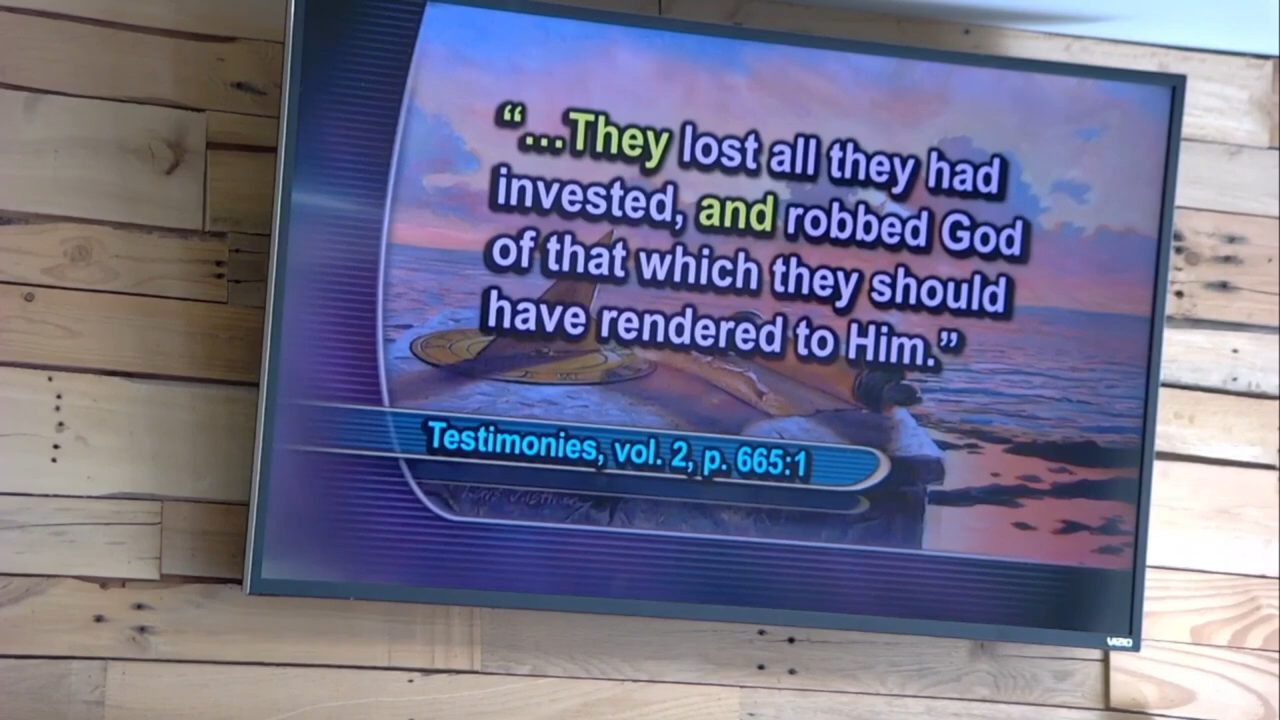 “...They lost all they had
invested, and robbed God
of that which they should
have rendered to Him.”
Testimonies, vol. 2, p. 665:1
VIZIO